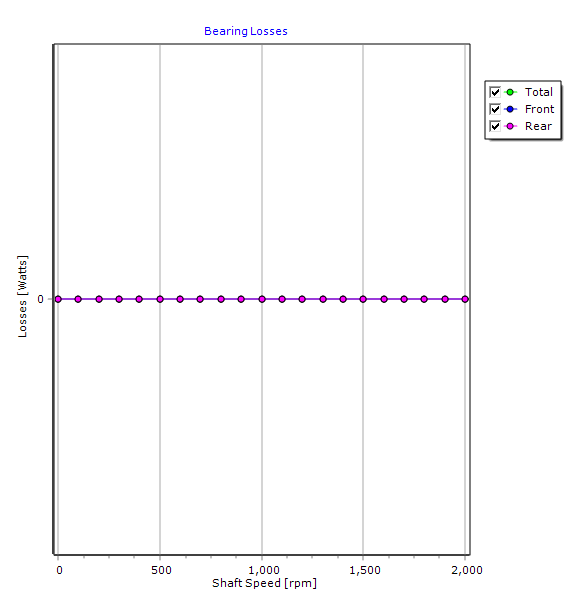 Bearing Losses
Total
Front
Rear
Losses [Watts]
0
0 500 1,000 1,500 2,000
Shaft Speed [rpm]